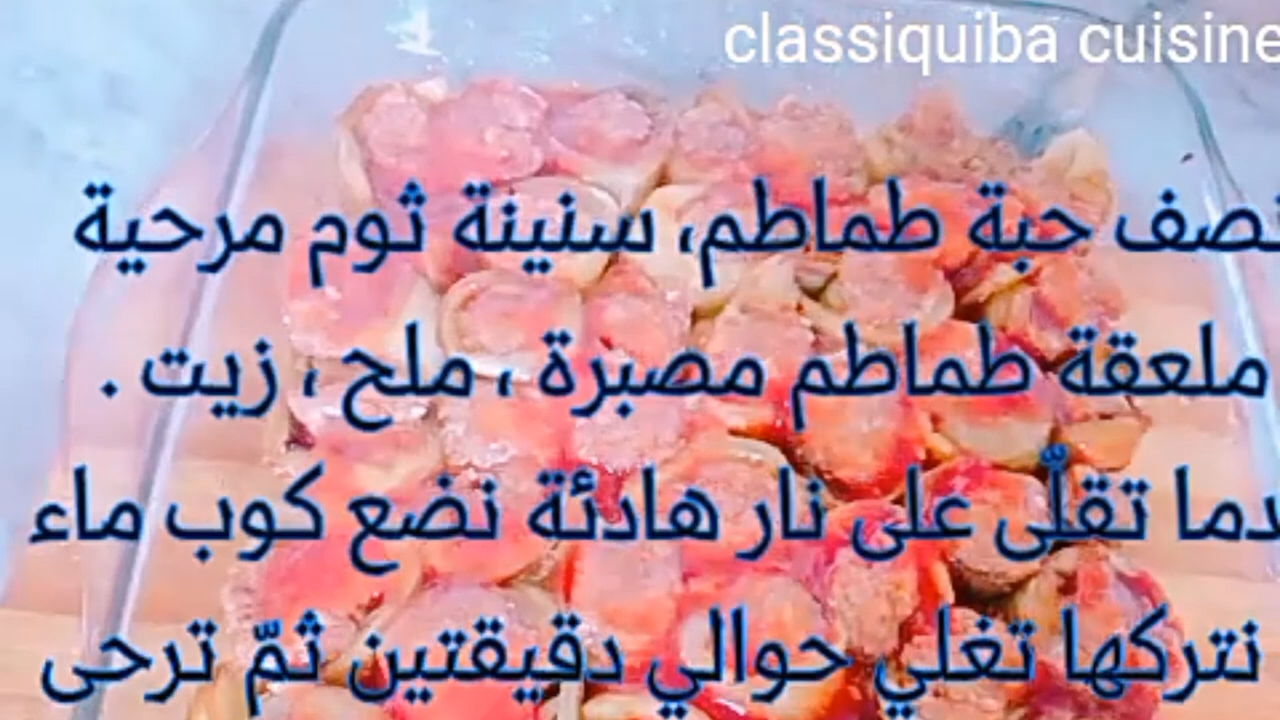 classiquiba cuisine
نصف حبة طماطم، سنينة ثوم مرحية
ملعقة طماطم مصبرة ، ملح ، زيت .
تقلّى على نار هادئة نضع كوب ماء
نتركها تغلي حوالي دقيقتين ثمّ ترحى